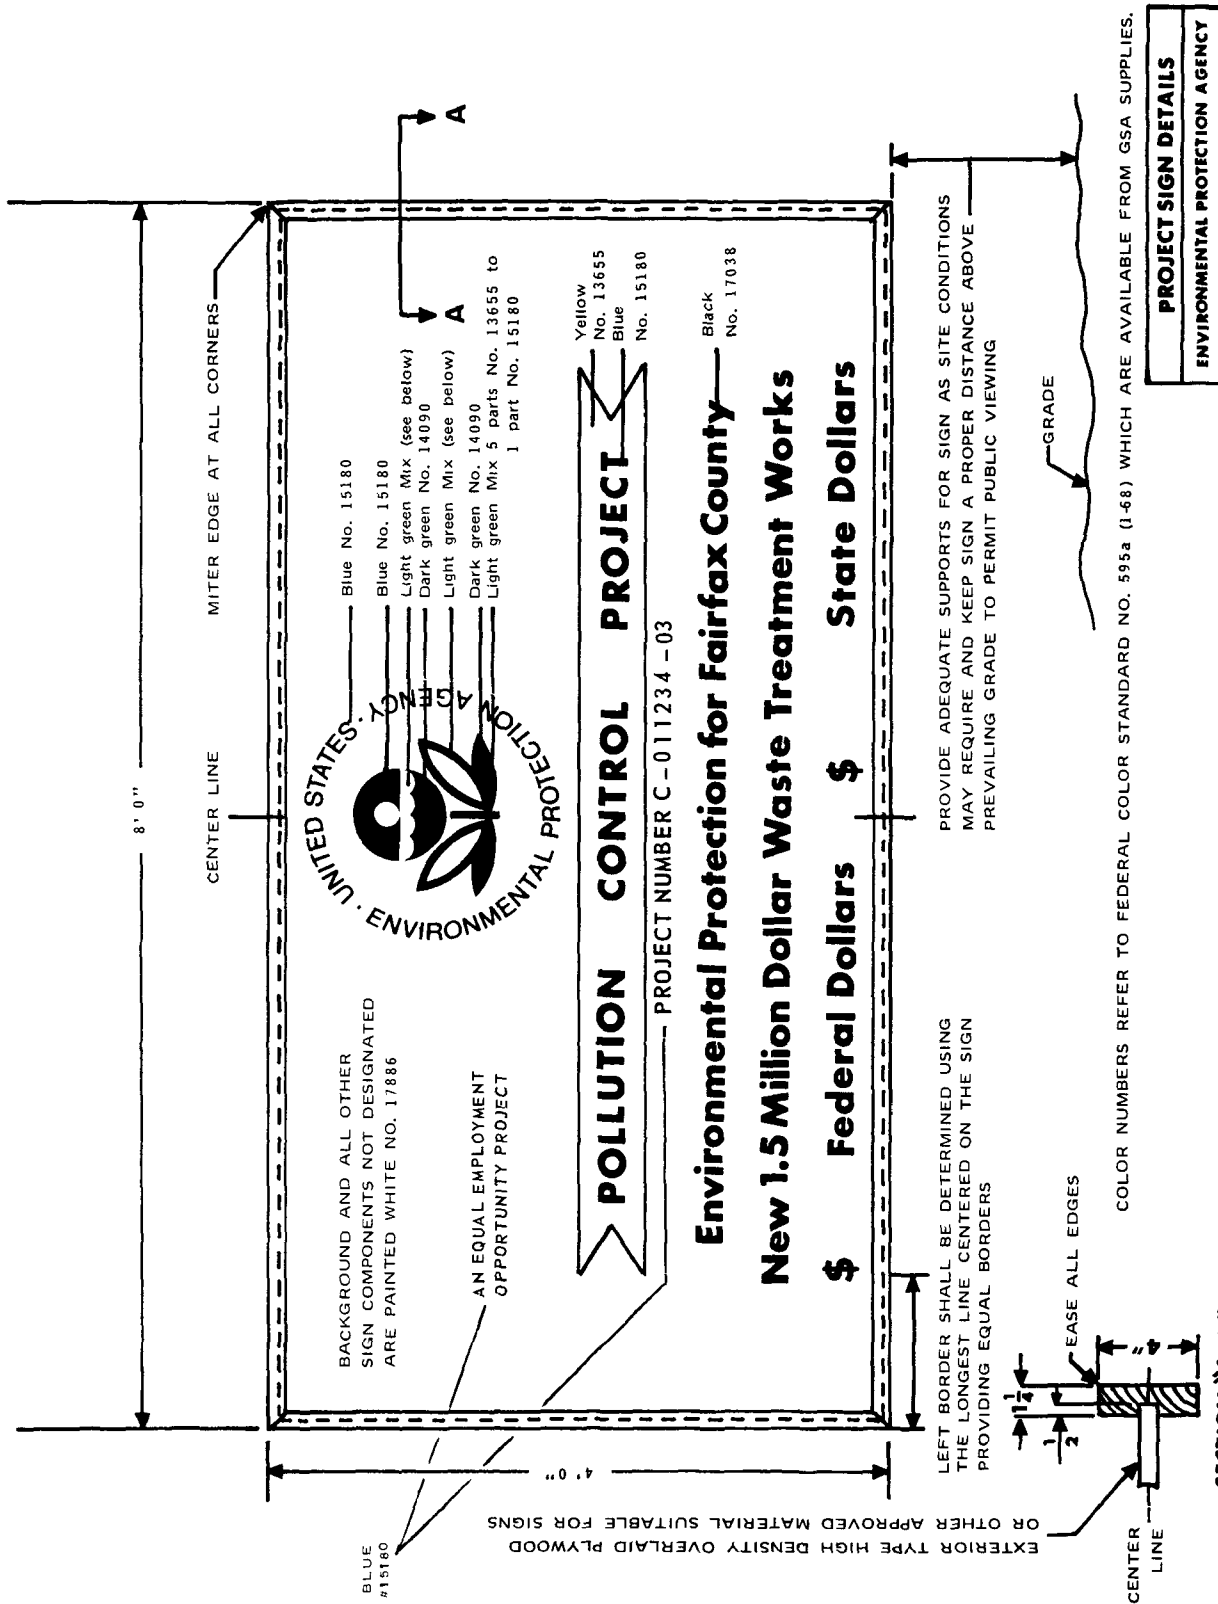 8' 0"
CENTER LINE
MITER EDGE AT ALL CORNERS
BACKGROUND AND ALL OTHER
SIGN COMPONENTS NOT DESIGNATED
ARE PAINTED WHITE NO. 17886
UNITED STATES · ENVIRONMENTAL PROTECTION AGENCY ·
Blue No. 15180
Blue No. 15180
Light green Mix (see below)
Dark green No. 14090
Light green Mix (see below)
Dark green No. 14090
Light green Mix 5 parts No. 13655 to
1 part No. 15180
A
A
AN EQUAL EMPLOYMENT
OPPORTUNITY PROJECT
BLUE
#15180
4' 0"
POLLUTION CONTROL PROJECT
Yellow
No. 13655
Blue
No. 15180
PROJECT NUMBER C-011234-03
Environmental Protection for Fairfax County
Black
No. 17038
New 1.5 Million Dollar Waste Treatment Works
$ Federal Dollars $ State Dollars
LEFT BORDER SHALL BE DETERMINED USING
THE LONGEST LINE CENTERED ON THE SIGN
PROVIDING EQUAL BORDERS
PROVIDE ADEQUATE SUPPORTS FOR SIGN AS SITE CONDITIONS
MAY REQUIRE AND KEEP SIGN A PROPER DISTANCE ABOVE
PREVAILING GRADE TO PERMIT PUBLIC VIEWING
GRADE
EXTERIOR TYPE HIGH DENSITY OVERLAID PLYWOOD
OR OTHER APPROVED MATERIAL SUITABLE FOR SIGNS
1 1/4
1/2
EASE ALL EDGES
4"
CENTER
LINE
COLOR NUMBERS REFER TO FEDERAL COLOR STANDARD NO. 595a (1-68) WHICH ARE AVAILABLE FROM GSA SUPPLIES.
PROJECT SIGN DETAILS
ENVIRONMENTAL PROTECTION AGENCY